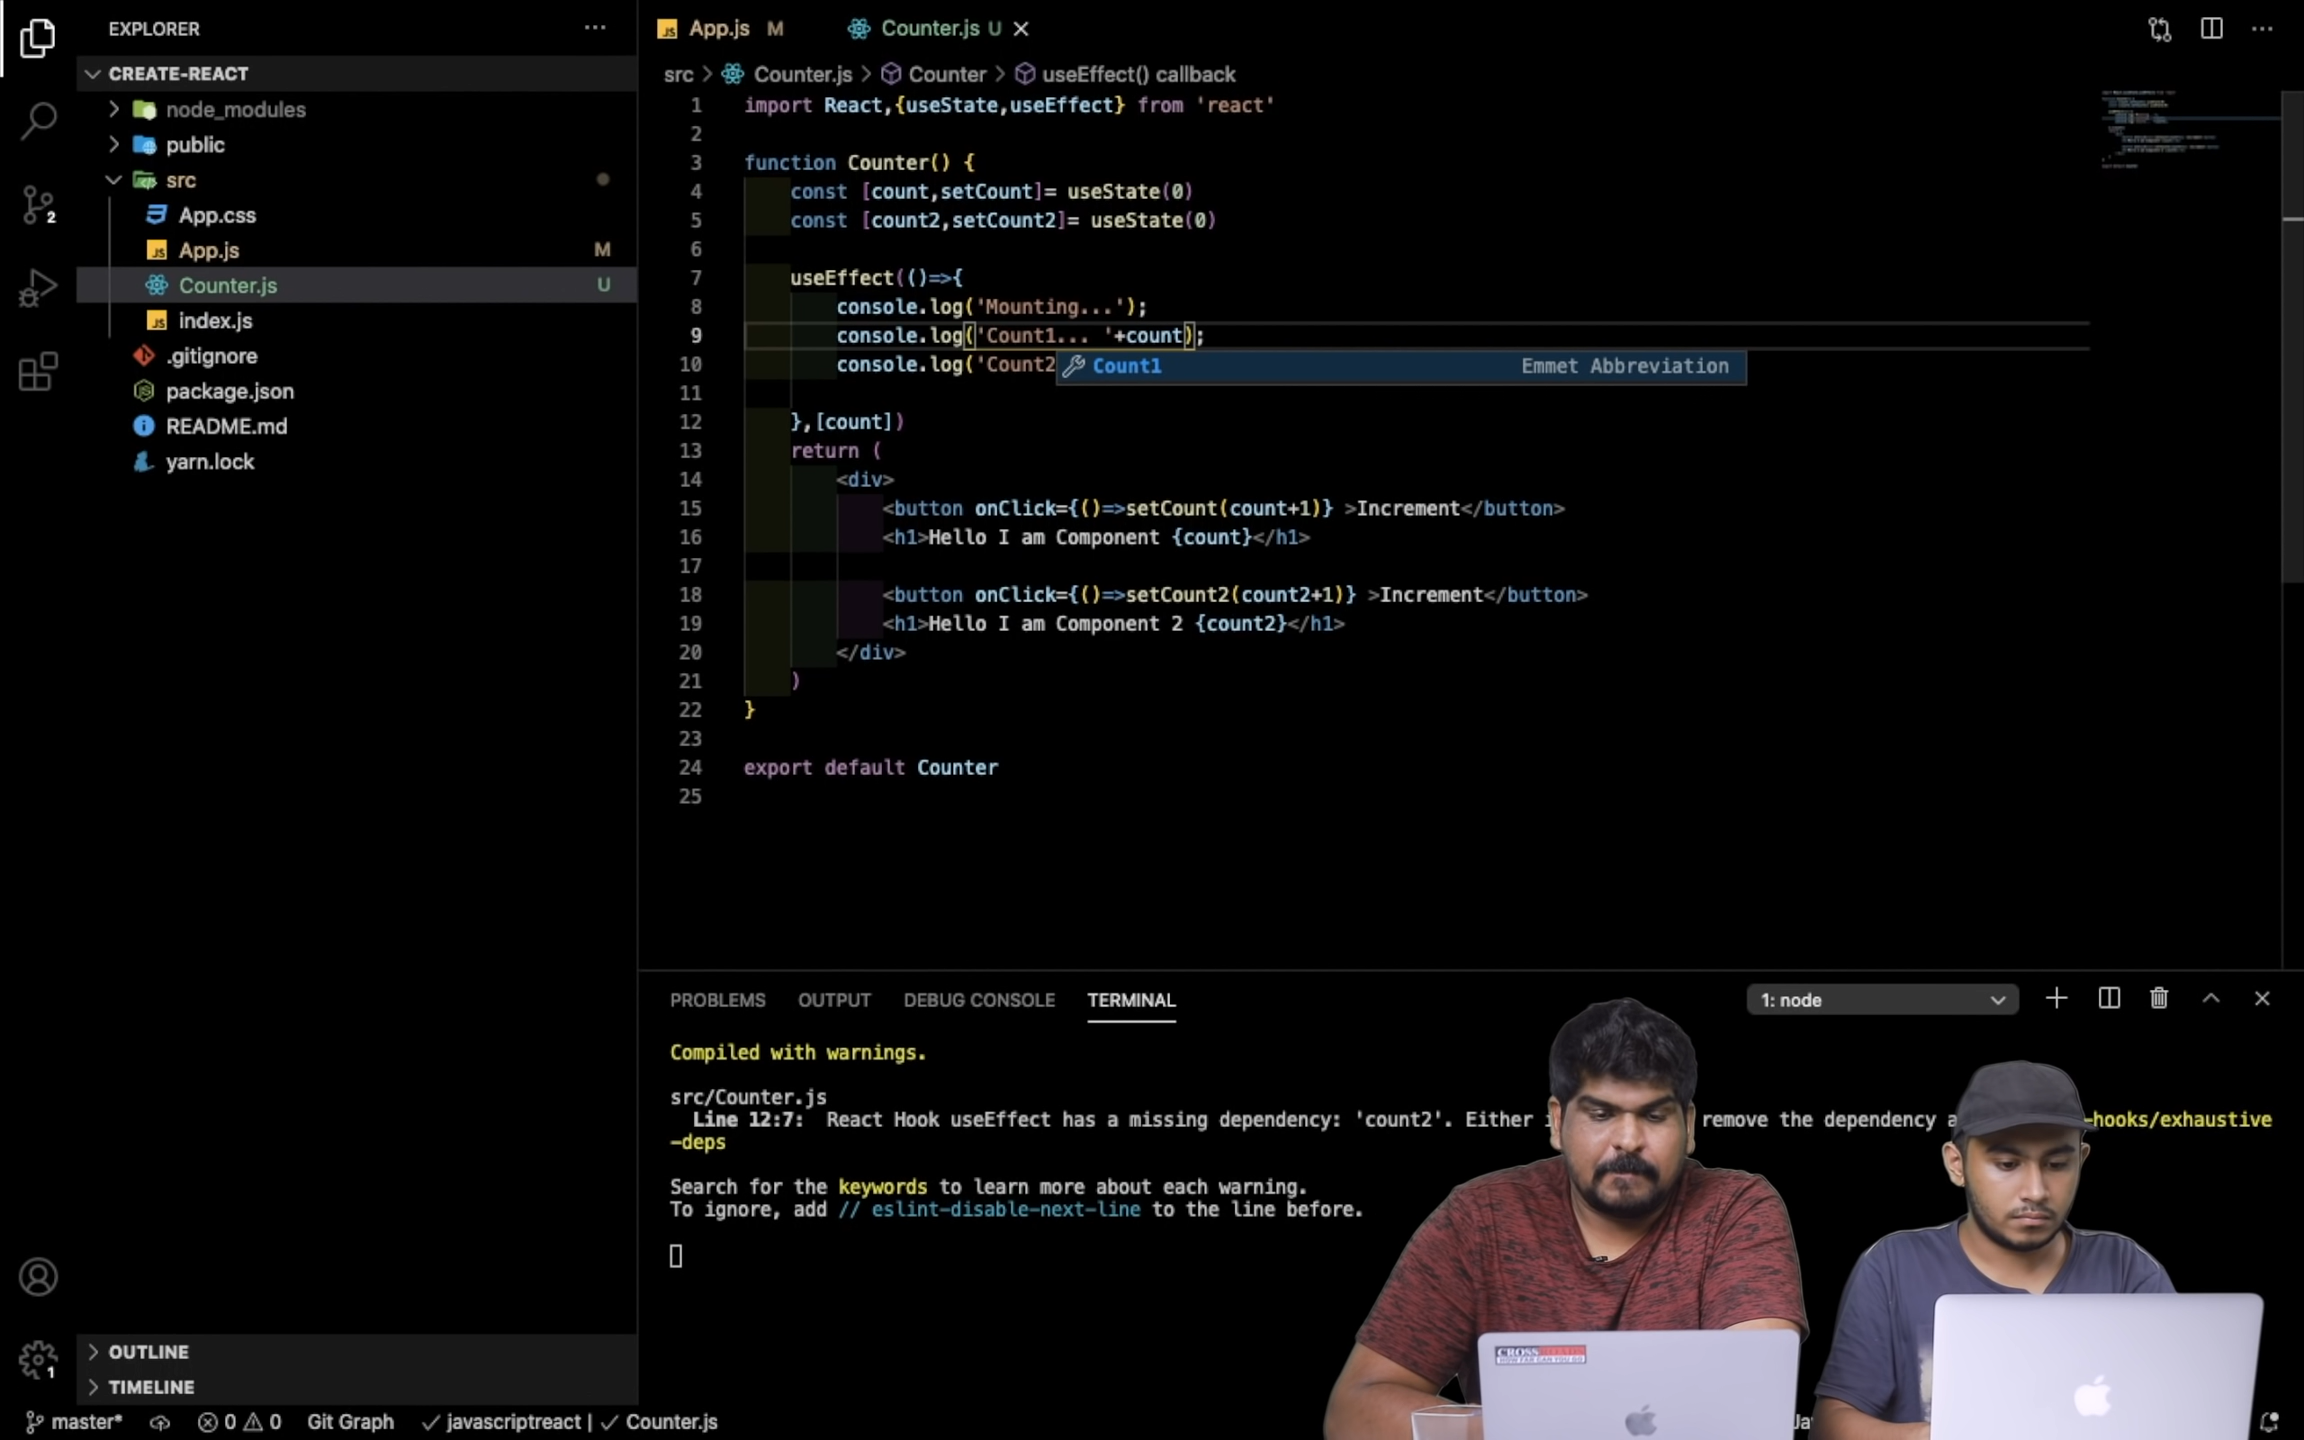 EXPLORER
CREATE-REACT
node_modules
public
src
App.css
App.js M
Counter.js U
index.js
.gitignore
package.json
README.md
yarn.lock
OUTLINE
TIMELINE
2
1
App.js M Counter.js U
src > Counter.js > Counter > useEffect() callback
1 import React,{useState,useEffect} from 'react'
2
3 function Counter() {
4 const [count,setCount]= useState(0)
5 const [count2,setCount2]= useState(0)
6
7 useEffect(()=>{
8 console.log('Mounting...');
9 console.log('Count1... '+count);
10 console.log('Count2
Count1 Emmet Abbreviation
11
12 },[count])
13 return (
14 <div>
15 <button onClick={()=>setCount(count+1)} >Increment</button>
16 <h1>Hello I am Component {count}</h1>
17
18 <button onClick={()=>setCount2(count2+1)} >Increment</button>
19 <h1>Hello I am Component 2 {count2}</h1>
20 </div>
21 )
22 }
23
24 export default Counter
25
PROBLEMS OUTPUT DEBUG CONSOLE TERMINAL 1: node
Compiled with warnings.
src/Counter.js
Line 12:7: React Hook useEffect has a missing dependency: 'count2'. Either remove the dependency -hooks/exhaustive
-deps
Search for the keywords to learn more about each warning.
To ignore, add // eslint-disable-next-line to the line before.
CROSSROADS
HOW FAR CAN YOU GO
master* 0 0 Git Graph javascriptreact | Counter.js